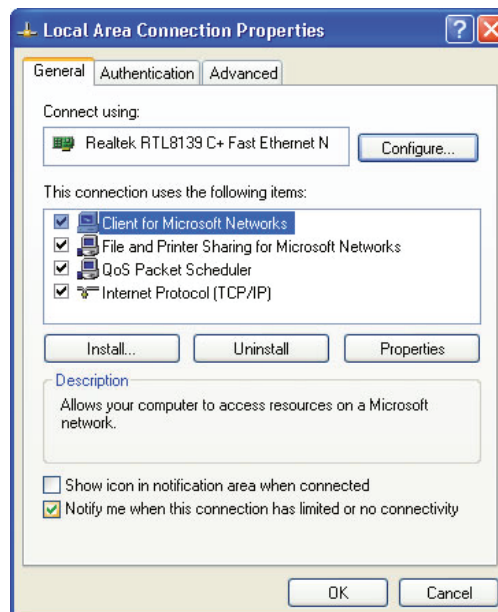 Local Area Connection Properties
General Authentication Advanced
Connect using:
Realtek RTL8139 C+ Fast Ethernet N Configure...
This connection uses the following items:
Client for Microsoft Networks
File and Printer Sharing for Microsoft Networks
QoS Packet Scheduler
Internet Protocol (TCP/IP)
Install... Uninstall Properties
Description
Allows your computer to access resources on a Microsoft
network.
Show icon in notification area when connected
Notify me when this connection has limited or no connectivity
OK Cancel